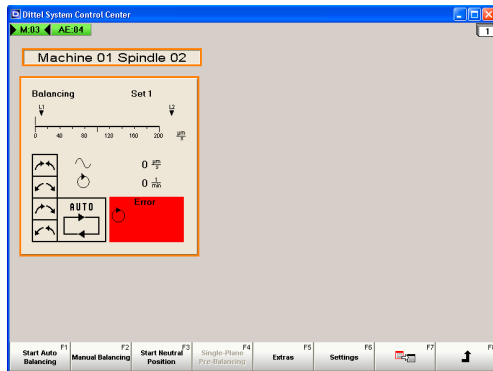 Dittel System Control Center
M:03 AE:04
1
Machine 01 Spindle 02
Balancing Set 1
L1 L2
0 40 80 120 160 200 µm/s
0 µm/s
0 1/min
AUTO
Error
F1 F2 F3 F4 F5 F6 F7 F8
Start Auto Balancing
Manual Balancing
Start Neutral Position
Single-Plane Pre-Balancing
Extras
Settings